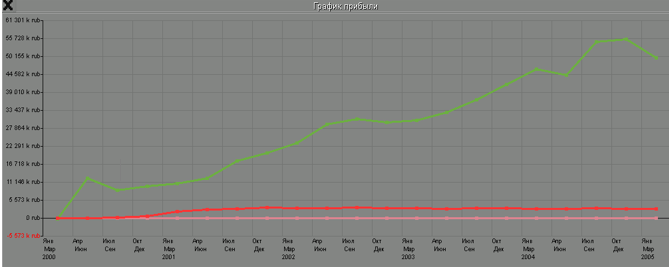 График прибыли
61 301 k rub
55 728 k rub
50 155 k rub
44 582 k rub
39 010 k rub
33 437 k rub
27 864 k rub
22 291 k rub
16 718 k rub
11 146 k rub
5 573 k rub
0 rub
-5 573 k rub
Янв Апр Июл Окт Янв Апр Июл Окт Янв Апр Июл Окт Янв Апр Июл Окт Янв Апр Июл Окт Янв
Мар Июн Сен Дек Мар Июн Сен Дек Мар Июн Сен Дек Мар Июн Сен Дек Мар Июн Сен Дек Мар
2000 2001 2002 2003 2004 2005